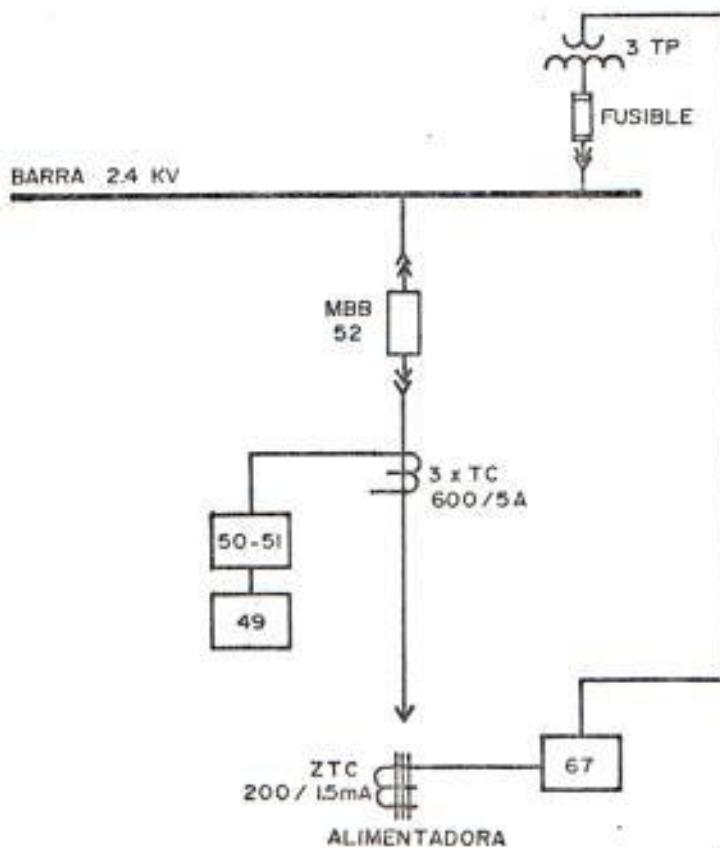 3 TP
FUSIBLE
BARRA 2.4 KV
MBB
52
3 x TC
600/5A
50-51
49
ZTC
200/1.5mA
67
ALIMENTADORA